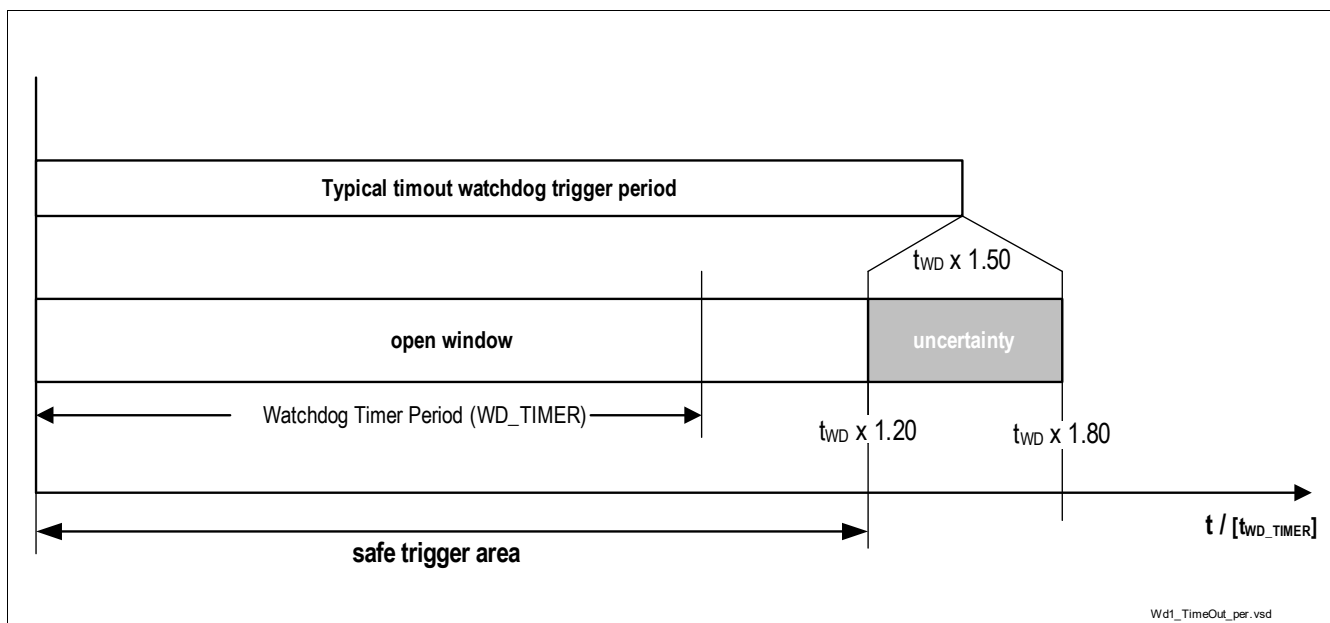 Typical timout watchdog trigger period
tWD x 1.50
open window
uncertainty
Watchdog Timer Period (WD_TIMER)
tWD x 1.20
tWD x 1.80
t / [tWD_TIMER]
safe trigger area
Wd1_TimeOut_per.vsd